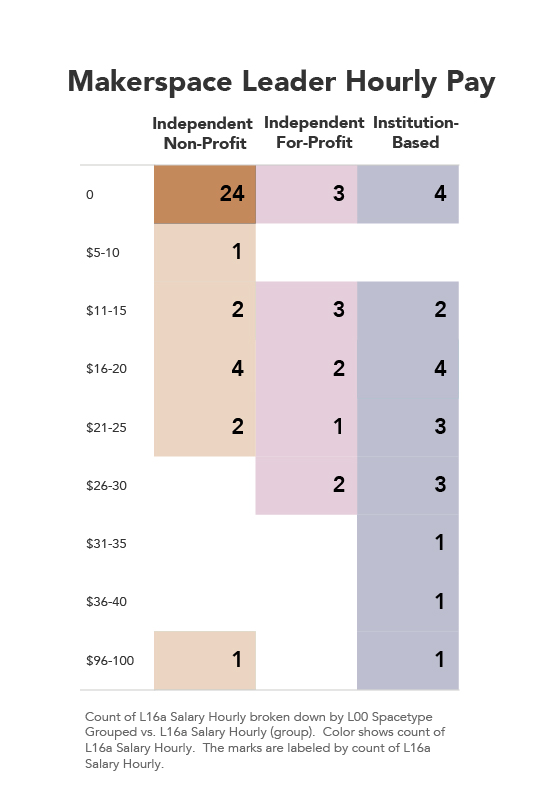 Makerspace Leader Hourly Pay
Independent Non-Profit
Independent For-Profit
Institution-Based
0 24 3 4
$5-10 1
$11-15 2 3 2
$16-20 4 2 4
$21-25 2 1 3
$26-30 2 3
$31-35 1
$36-40 1
$96-100 1 1
Count of L16a Salary Hourly broken down by L00 Spacetype
Grouped vs. L16a Salary Hourly (group).  Color shows count of
L16a Salary Hourly.  The marks are labeled by count of L16a
Salary Hourly.